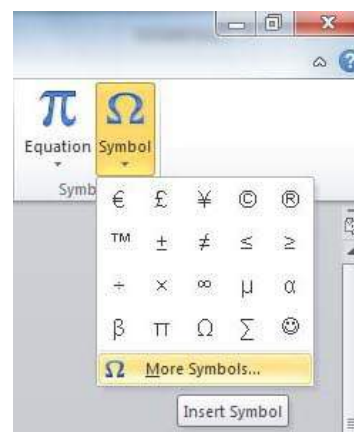 π Ω
Equation Symbol
Symb
€ £ ¥ © ®
™ ± ≠ ≤ ≥
÷ × ∞ µ α
β π Ω ∑ ☺
Ω More Symbols...
Insert Symbol